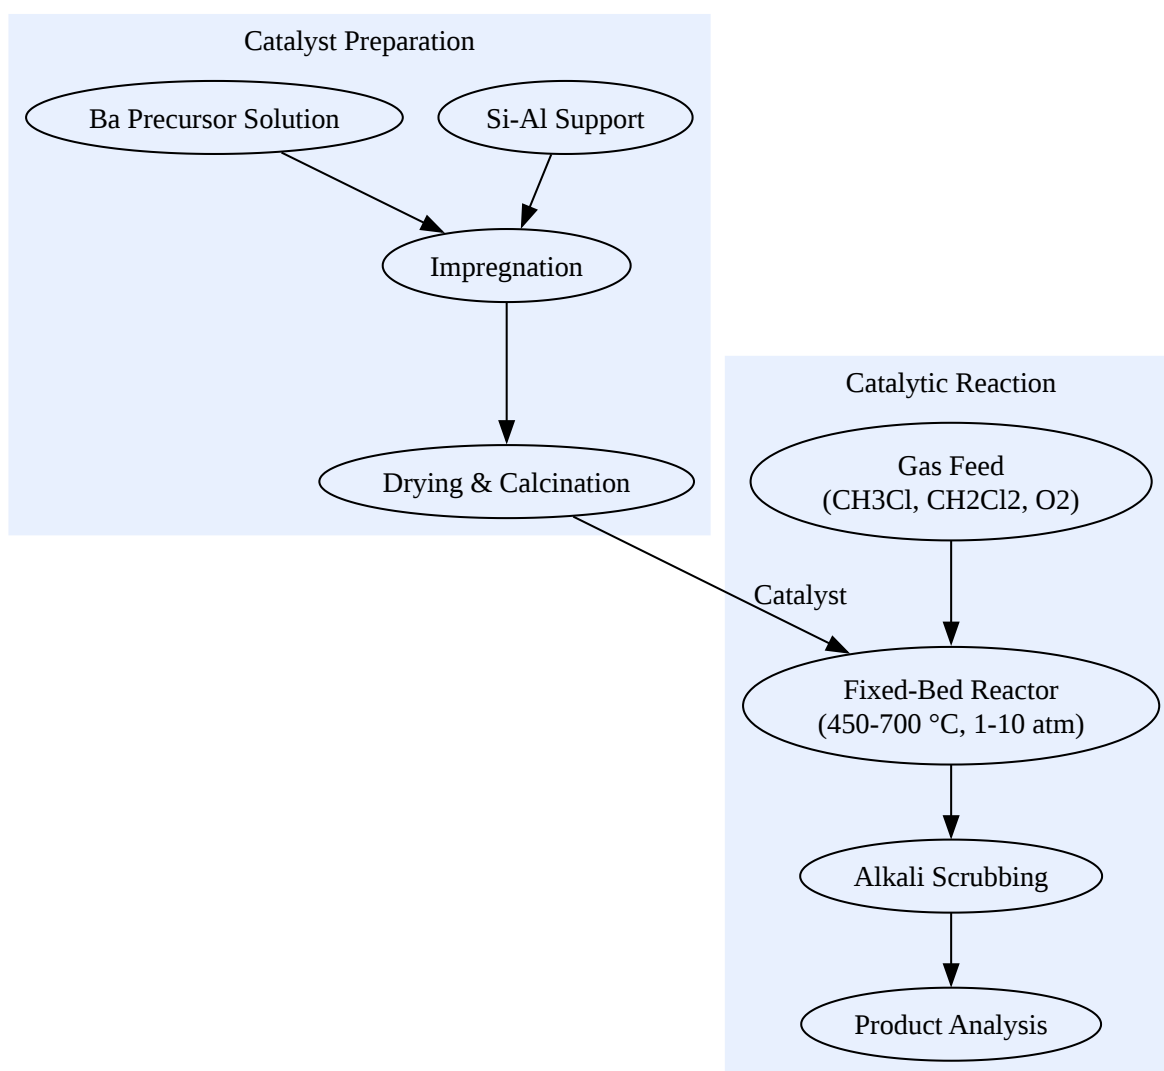 Catalyst Preparation
Ba Precursor Solution
Si-Al Support
Impregnation
Drying & Calcination
Catalyst
Catalytic Reaction
Gas Feed
(CH3Cl, CH2Cl2, O2)
Fixed-Bed Reactor
(450-700 °C, 1-10 atm)
Alkali Scrubbing
Product Analysis